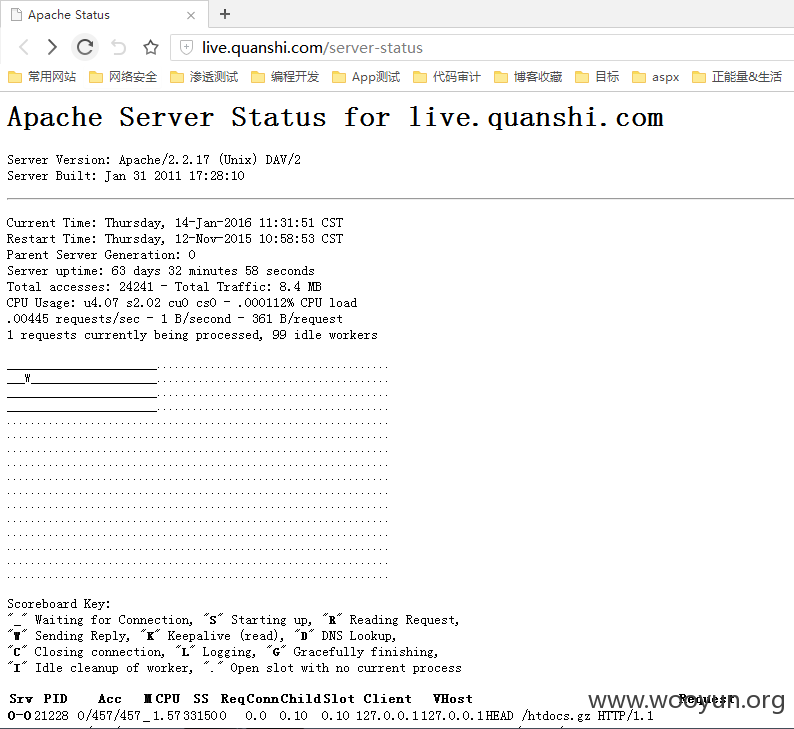 Apache Status
live.quanshi.com/server-status
常用网站 网络安全 渗透测试 编程开发 App测试 代码审计 博客收藏 目标 aspx 正能量&生活
Apache Server Status for live.quanshi.com
Server Version: Apache/2.2.17 (Unix) DAV/2
Server Built: Jan 31 2011 17:28:10
Current Time: Thursday, 14-Jan-2016 11:31:51 CST
Restart Time: Thursday, 12-Nov-2015 10:58:53 CST
Parent Server Generation: 0
Server uptime: 63 days 32 minutes 58 seconds
Total accesses: 24241 - Total Traffic: 8.4 MB
CPU Usage: u4.07 s2.02 cu0 cs0 - .000112% CPU load
.00445 requests/sec - 1 B/second - 361 B/request
1 requests currently being processed, 99 idle workers
W
Scoreboard Key:
"_" Waiting for Connection, "S" Starting up, "R" Reading Request,
"W" Sending Reply, "K" Keepalive (read), "D" DNS Lookup,
"C" Closing connection, "L" Logging, "G" Gracefully finishing,
"I" Idle cleanup of worker, "." Open slot with no current process
Srv PID Acc M CPU SS Req Conn Child Slot Client VHost Request
0-0 21228 0/457/457 _ 1.57 331500 0.0 0.10 0.10 127.0.0.1 127.0.0.1 HEAD /htdocs.gz HTTP/1.1
www.wooyun.org